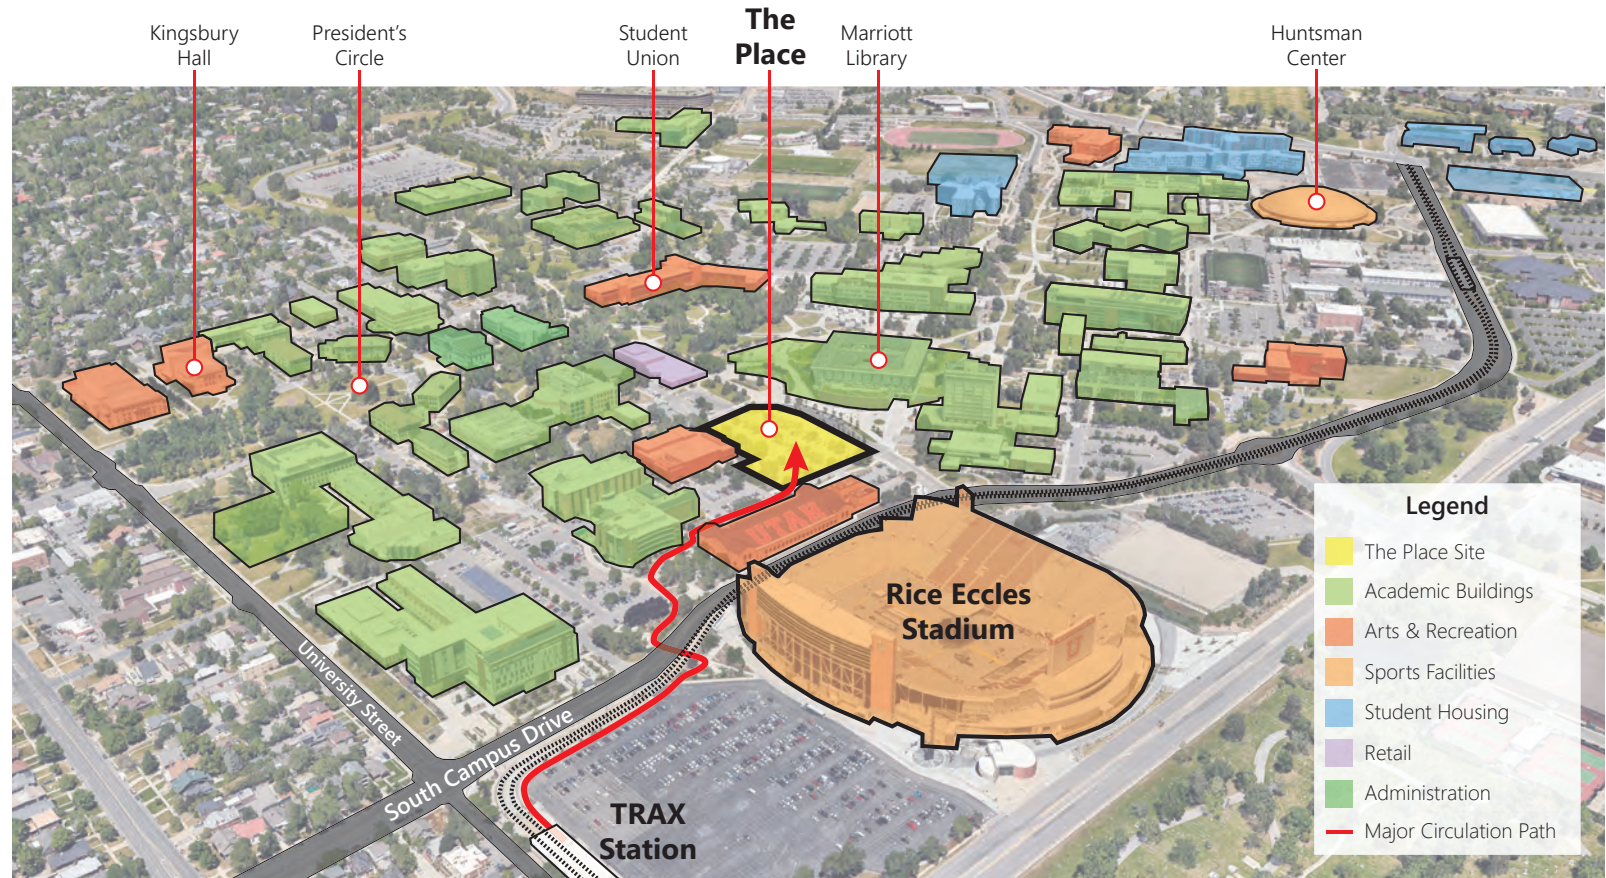 Kingsbury
Hall
President's
Circle
Student
Union
The
Place
Marriott
Library
Huntsman
Center
UTAH
Rice Eccles
Stadium
U
University Street
South Campus Drive
TRAX
Station
Legend
The Place Site
Academic Buildings
Arts & Recreation
Sports Facilities
Student Housing
Retail
Administration
Major Circulation Path